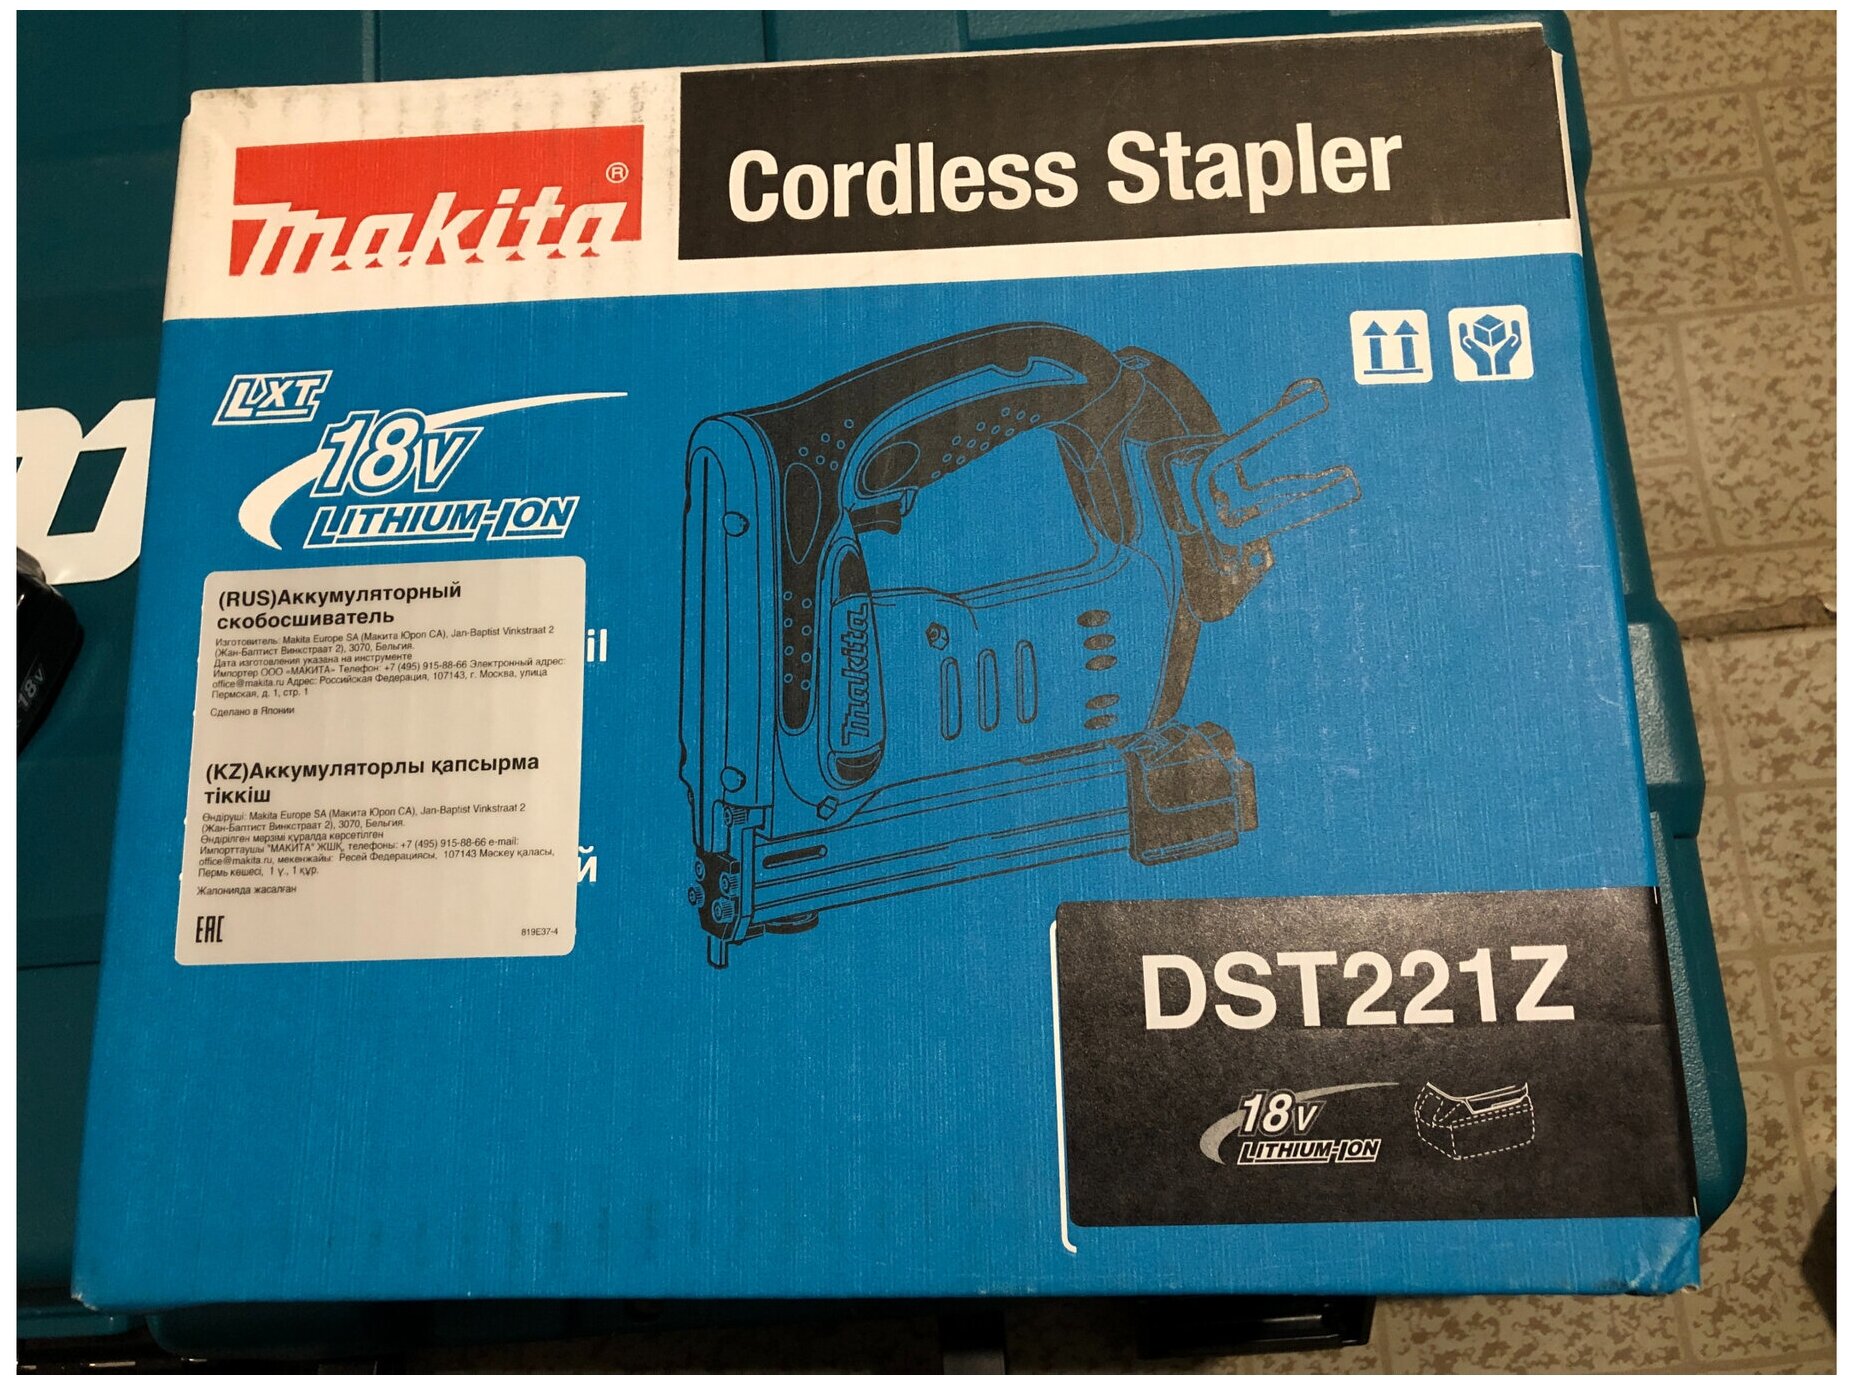 makita®
Cordless Stapler
LXT
18V
LITHIUM-ION
(RUS)Аккумуляторный
скобосшиватель
Изготовитель: Makita Europe SA (Макита Юроп СА), Jan-Baptist Vinkstraat 2
(Жан-Баптист Винкстраат 2), 3070, Бельгия.
Дата изготовления указана на инструменте
Импортер ООО «МАКИТА» Телефон: +7 (495) 915-88-66 Электронный адрес:
office@makita.ru Адрес: Российская Федерация, 107143, г. Москва, улица
Пермская, д. 1, стр. 1
Сделано в Японии
il
(KZ)Аккумуляторлы қапсырма
тіккіш
Өндіруші: Makita Europe SA (Макита Юроп СА), Jan-Baptist Vinkstraat 2
(Жан-Баптист Винкстраат 2), 3070, Бельгия.
Өндірілген мерзімі құралда көрсетілген
Импорттаушы "МАКИТА" ЖШҚ, телефоны: +7 (495) 915-88-66 e-mail:
office@makita.ru, мекенжайы: Ресей Федерациясы, 107143 Мәскеу қаласы,
Пермь көшесі, 1 ү., 1 құр.
Жапонияда жасалған
й
EAC
819E37-4
makita
DST221Z
18V
LITHIUM-ION
18V